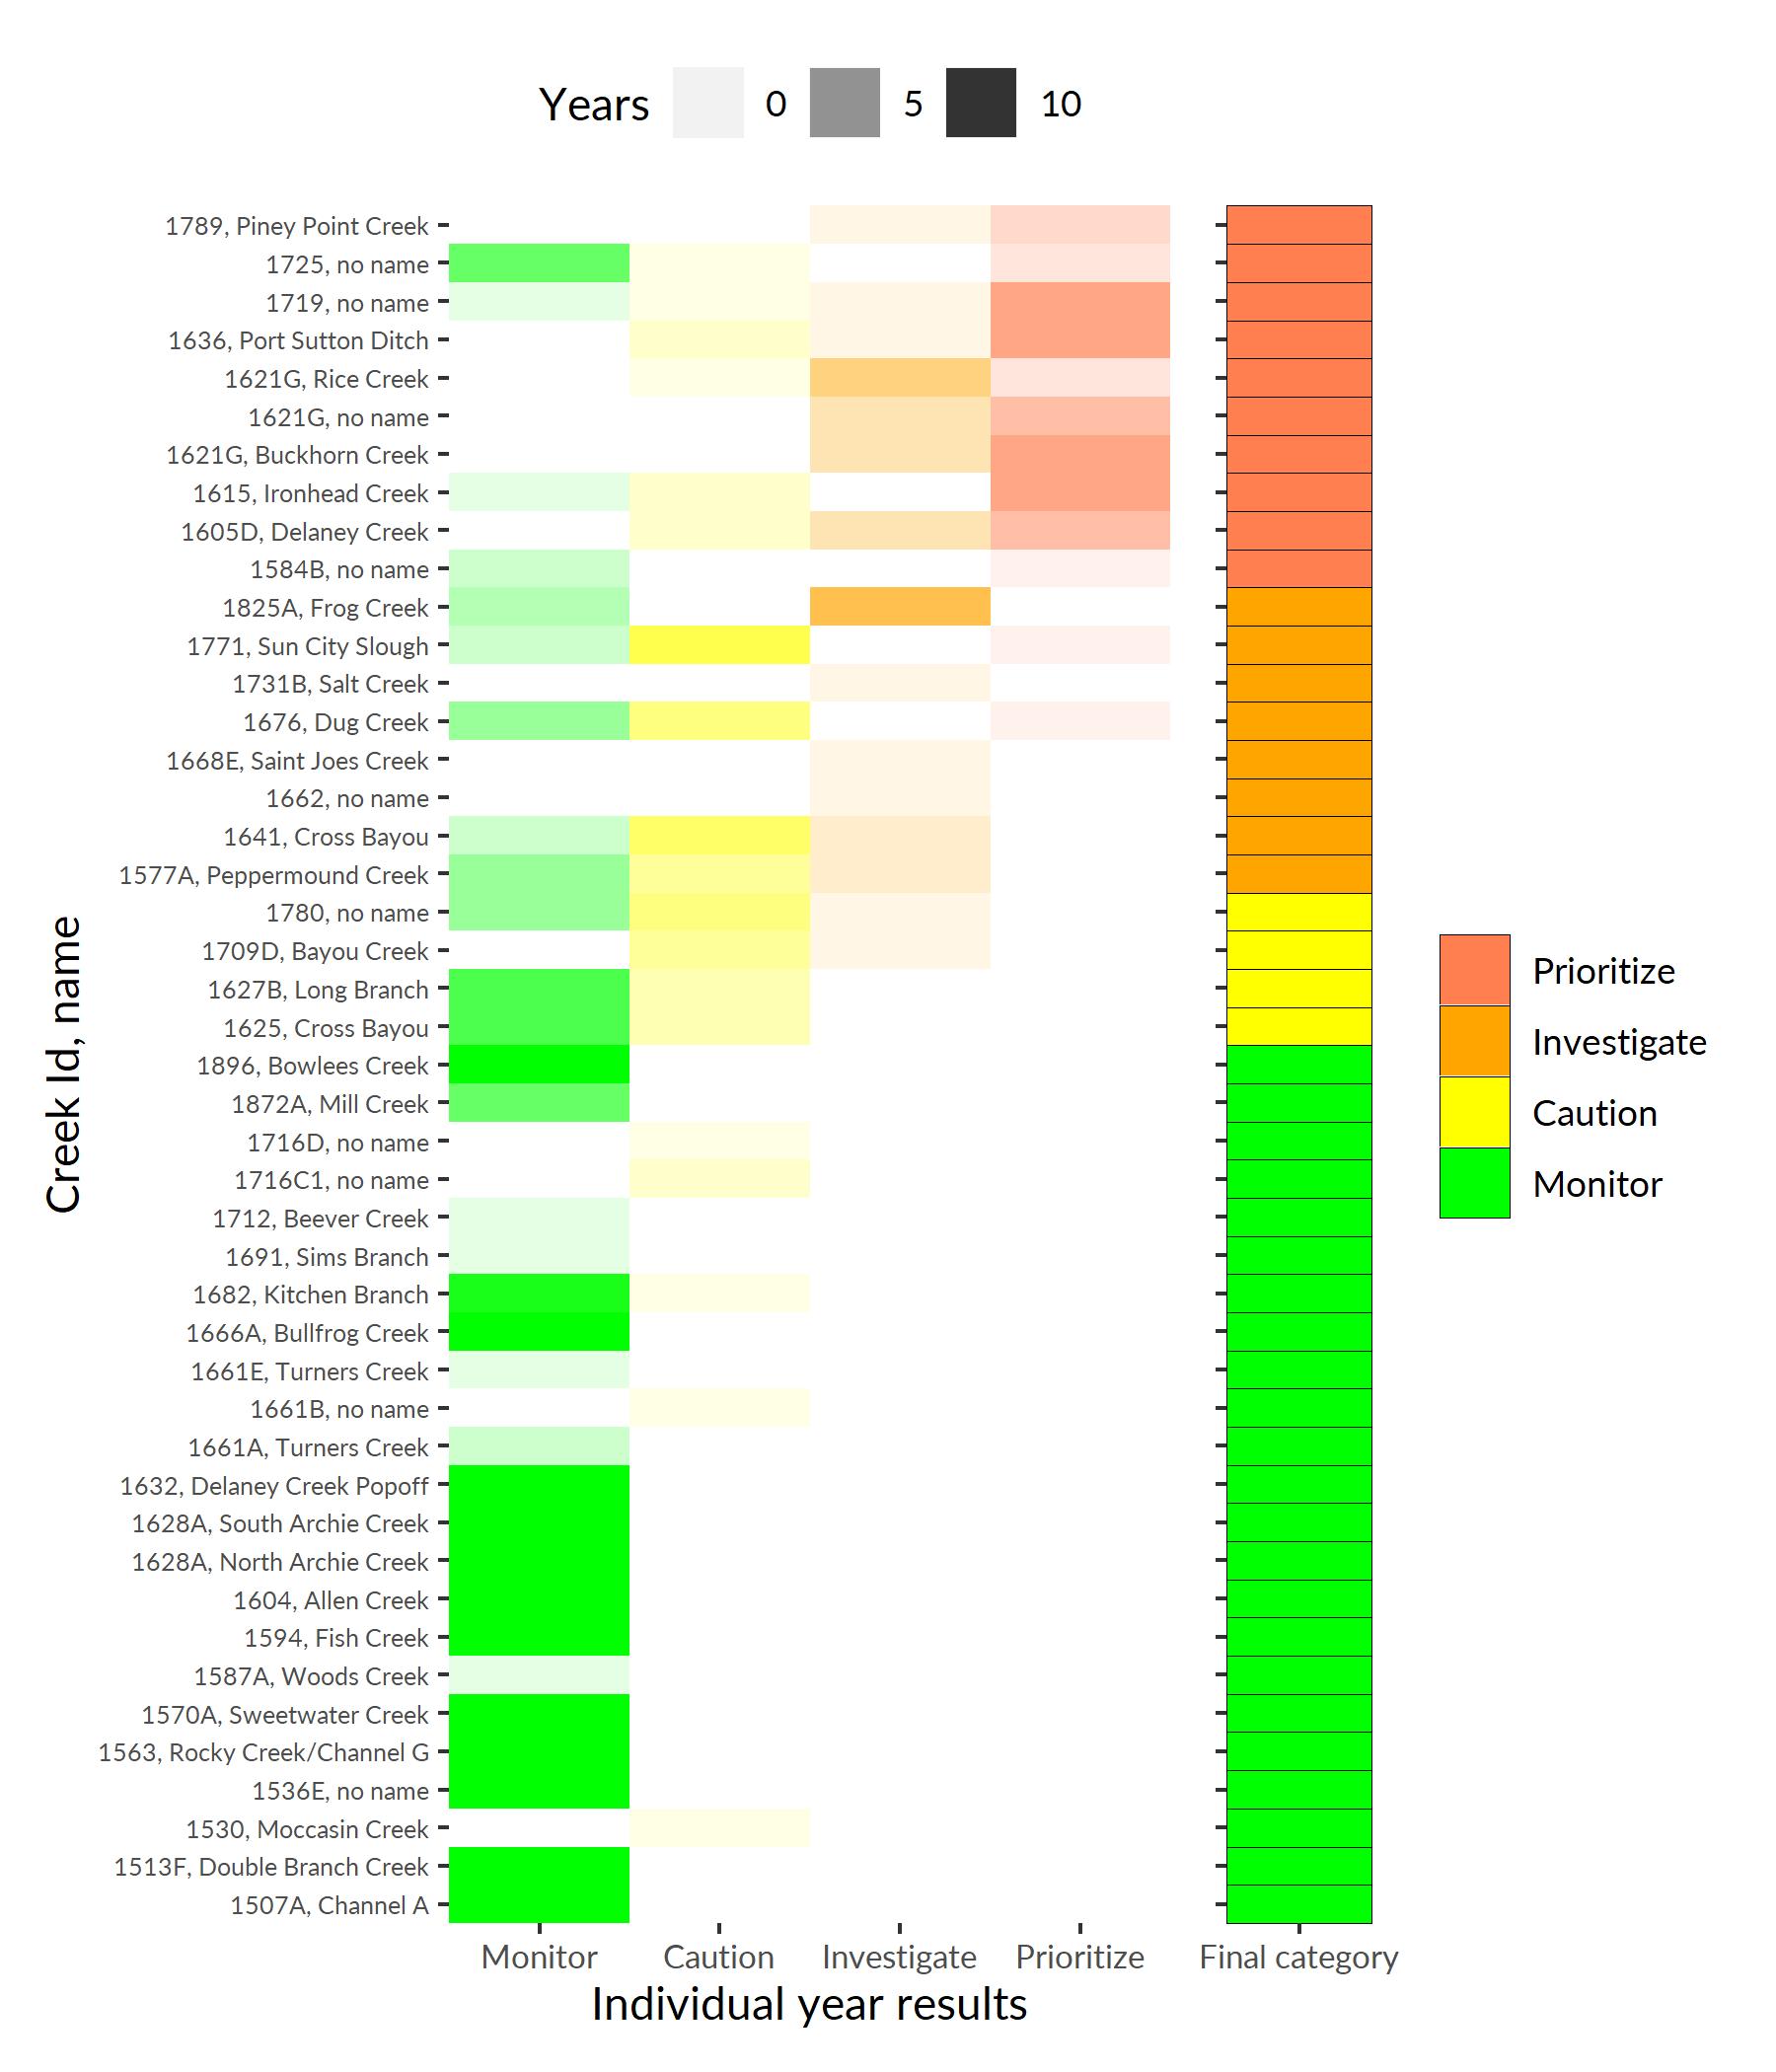 Years 0 5 10
1789, Piney Point Creek
1725, no name
1719, no name
1636, Port Sutton Ditch
1621G, Rice Creek
1621G, no name
1621G, Buckhorn Creek
1615, Ironhead Creek
1605D, Delaney Creek
1584B, no name
1825A, Frog Creek
1771, Sun City Slough
1731B, Salt Creek
1676, Dug Creek
1668E, Saint Joes Creek
1662, no name
1641, Cross Bayou
1577A, Peppermound Creek
1780, no name
1709D, Bayou Creek
1627B, Long Branch
1625, Cross Bayou
1896, Bowlees Creek
1872A, Mill Creek
1716D, no name
1716C1, no name
1712, Beever Creek
1691, Sims Branch
1682, Kitchen Branch
1666A, Bullfrog Creek
1661E, Turners Creek
1661B, no name
1661A, Turners Creek
1632, Delaney Creek Popoff
1628A, South Archie Creek
1628A, North Archie Creek
1604, Allen Creek
1594, Fish Creek
1587A, Woods Creek
1570A, Sweetwater Creek
1563, Rocky Creek/Channel G
1536E, no name
1530, Moccasin Creek
1513F, Double Branch Creek
1507A, Channel A
Creek Id, name
Monitor Caution Investigate Prioritize Final category
Individual year results
Prioritize
Investigate
Caution
Monitor